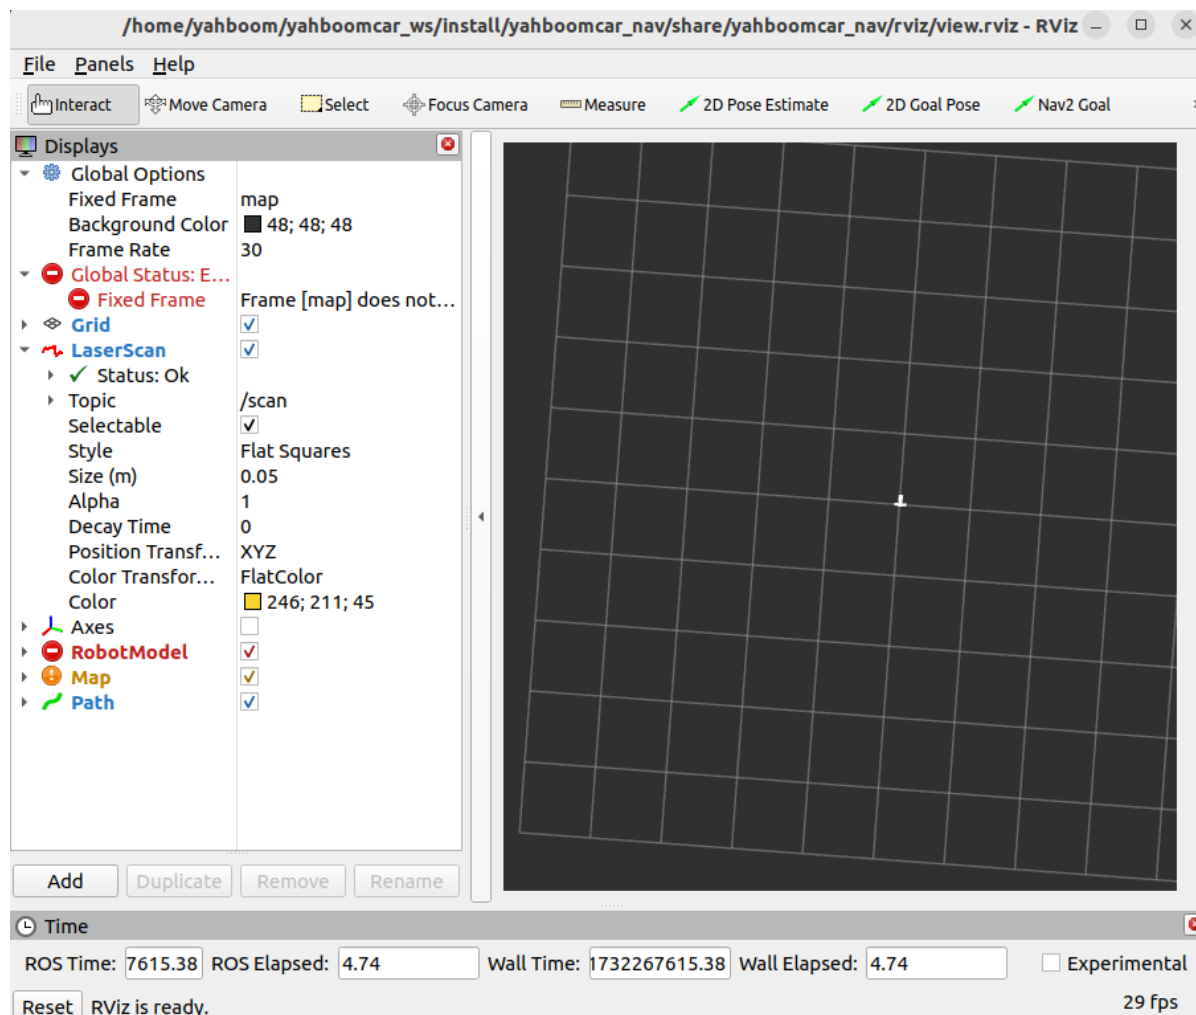 /home/yahboom/yahboomcar_ws/install/yahboomcar_nav/share/yahboomcar_nav/rviz/view.rviz - RViz
File Panels Help
Interact Move Camera Select Focus Camera Measure 2D Pose Estimate 2D Goal Pose Nav2 Goal
Displays
Global Options
Fixed Frame map
Background Color 48; 48; 48
Frame Rate 30
Global Status: E...
Fixed Frame Frame [map] does not...
Grid
LaserScan
Status: Ok
Topic /scan
Selectable
Style Flat Squares
Size (m) 0.05
Alpha 1
Decay Time 0
Position Transf... XYZ
Color Transfor... FlatColor
Color 246; 211; 45
Axes
RobotModel
Map
Path
Add Duplicate Remove Rename
Time
ROS Time: 7615.38 ROS Elapsed: 4.74 Wall Time: 1732267615.38 Wall Elapsed: 4.74 Experimental
Reset RViz is ready. 29 fps